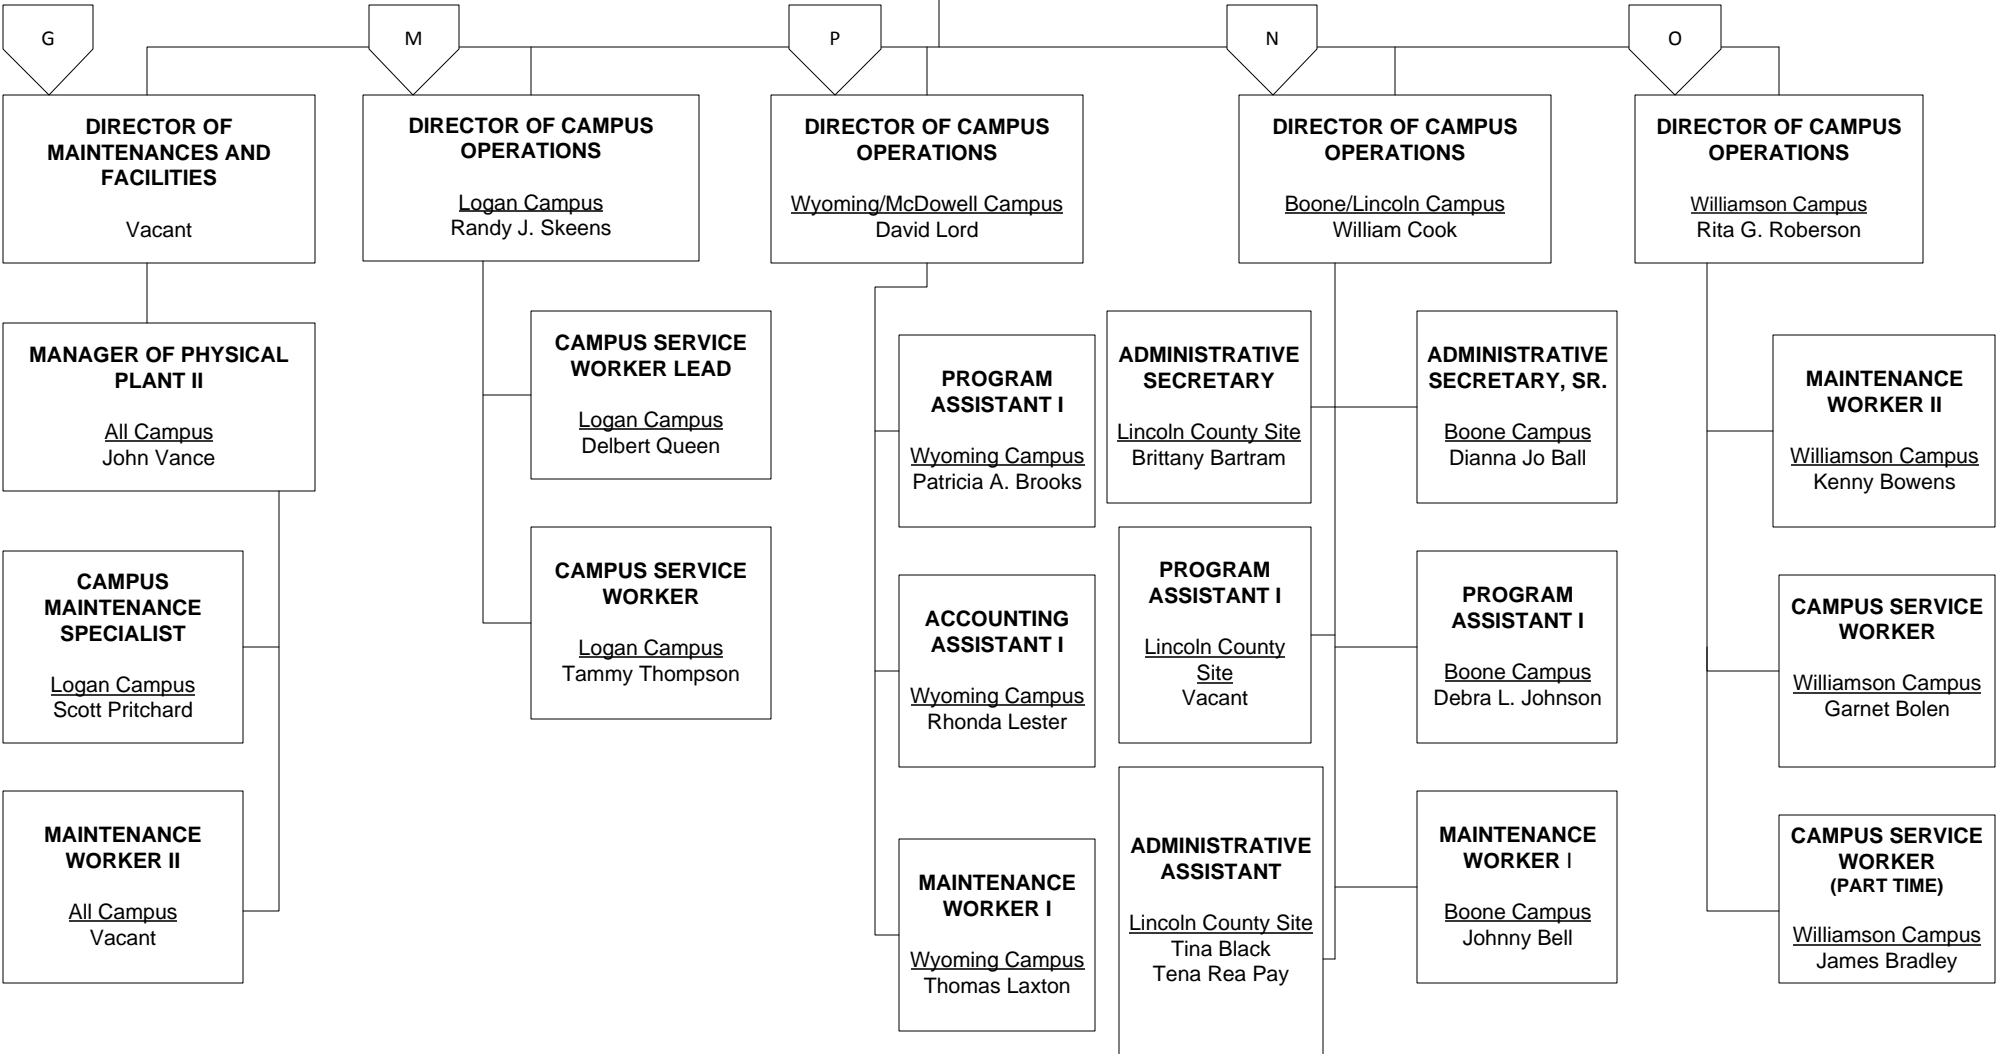 G
M
P
N
O
DIRECTOR OF
MAINTENANCES AND
FACILITIES
Vacant
DIRECTOR OF CAMPUS
OPERATIONS
Logan Campus
Randy J. Skeens
DIRECTOR OF CAMPUS
OPERATIONS
Wyoming/McDowell Campus
David Lord
DIRECTOR OF CAMPUS
OPERATIONS
Boone/Lincoln Campus
William Cook
DIRECTOR OF CAMPUS
OPERATIONS
Williamson Campus
Rita G. Roberson
MANAGER OF PHYSICAL
PLANT II
All Campus
John Vance
CAMPUS
MAINTENANCE
SPECIALIST
Logan Campus
Scott Pritchard
MAINTENANCE
WORKER II
All Campus
Vacant
CAMPUS SERVICE
WORKER LEAD
Logan Campus
Delbert Queen
CAMPUS SERVICE
WORKER
Logan Campus
Tammy Thompson
PROGRAM
ASSISTANT I
Wyoming Campus
Patricia A. Brooks
ACCOUNTING
ASSISTANT I
Wyoming Campus
Rhonda Lester
MAINTENANCE
WORKER I
Wyoming Campus
Thomas Laxton
ADMINISTRATIVE
SECRETARY
Lincoln County Site
Brittany Bartram
PROGRAM
ASSISTANT I
Lincoln County
Site
Vacant
ADMINISTRATIVE
ASSISTANT
Lincoln County Site
Tina Black
Tena Rea Pay
ADMINISTRATIVE
SECRETARY, SR.
Boone Campus
Dianna Jo Ball
PROGRAM
ASSISTANT I
Boone Campus
Debra L. Johnson
MAINTENANCE
WORKER I
Boone Campus
Johnny Bell
MAINTENANCE
WORKER II
Williamson Campus
Kenny Bowens
CAMPUS SERVICE
WORKER
Williamson Campus
Garnet Bolen
CAMPUS SERVICE
WORKER
(PART TIME)
Williamson Campus
James Bradley